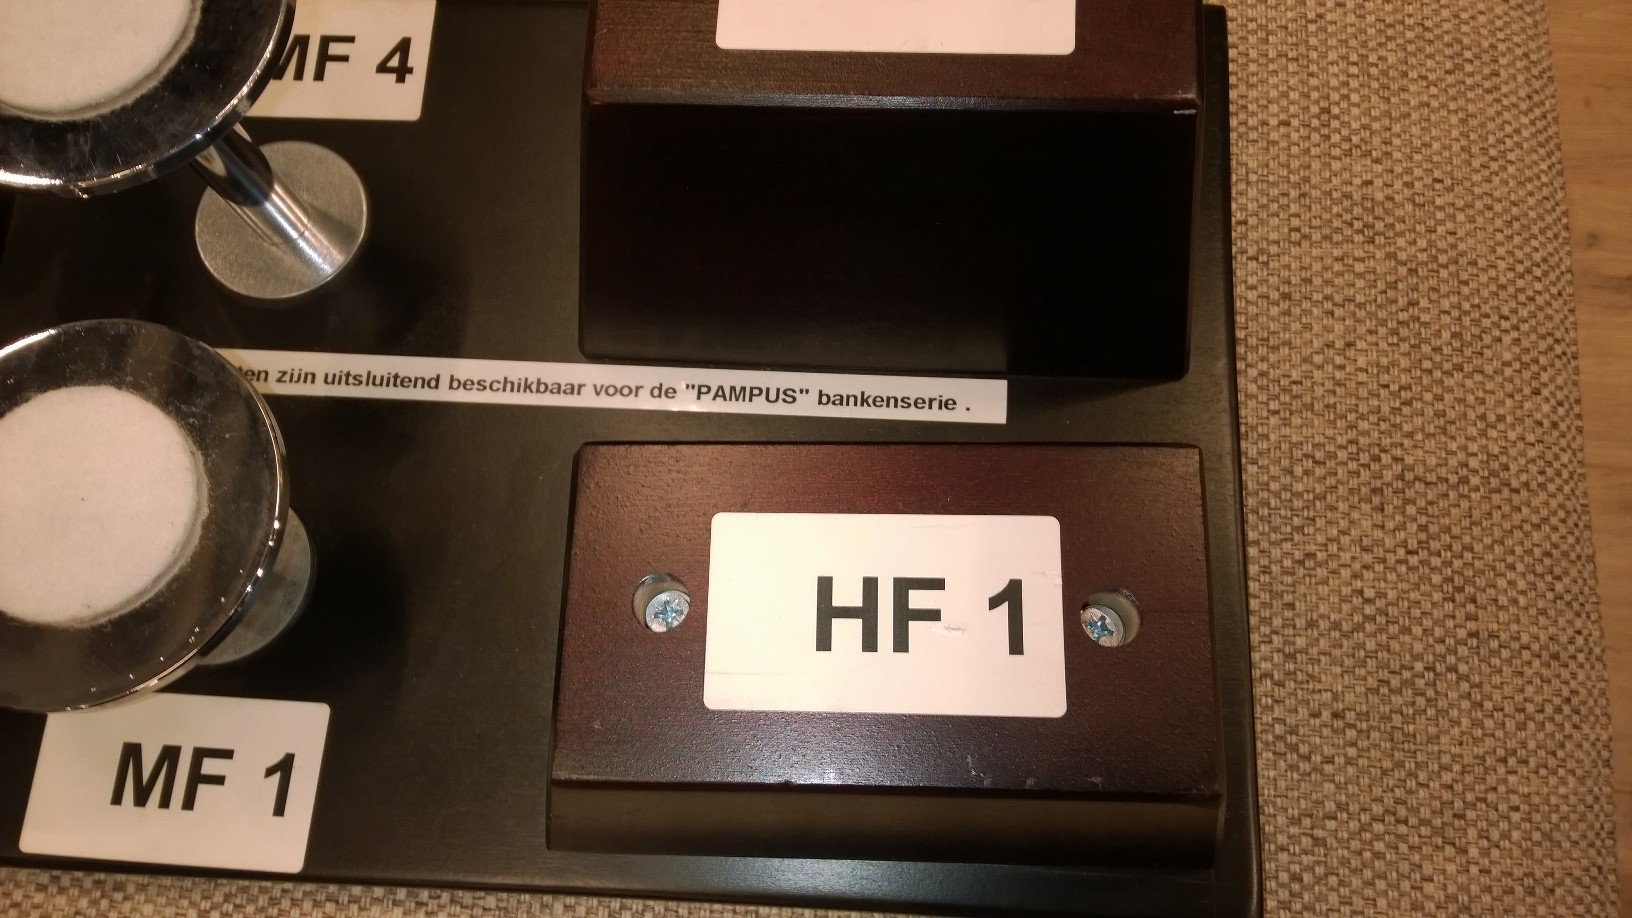 MF 4
zijn uitsluitend beschikbaar voor de "PAMPUS" bankenserie .
HF 1
MF 1